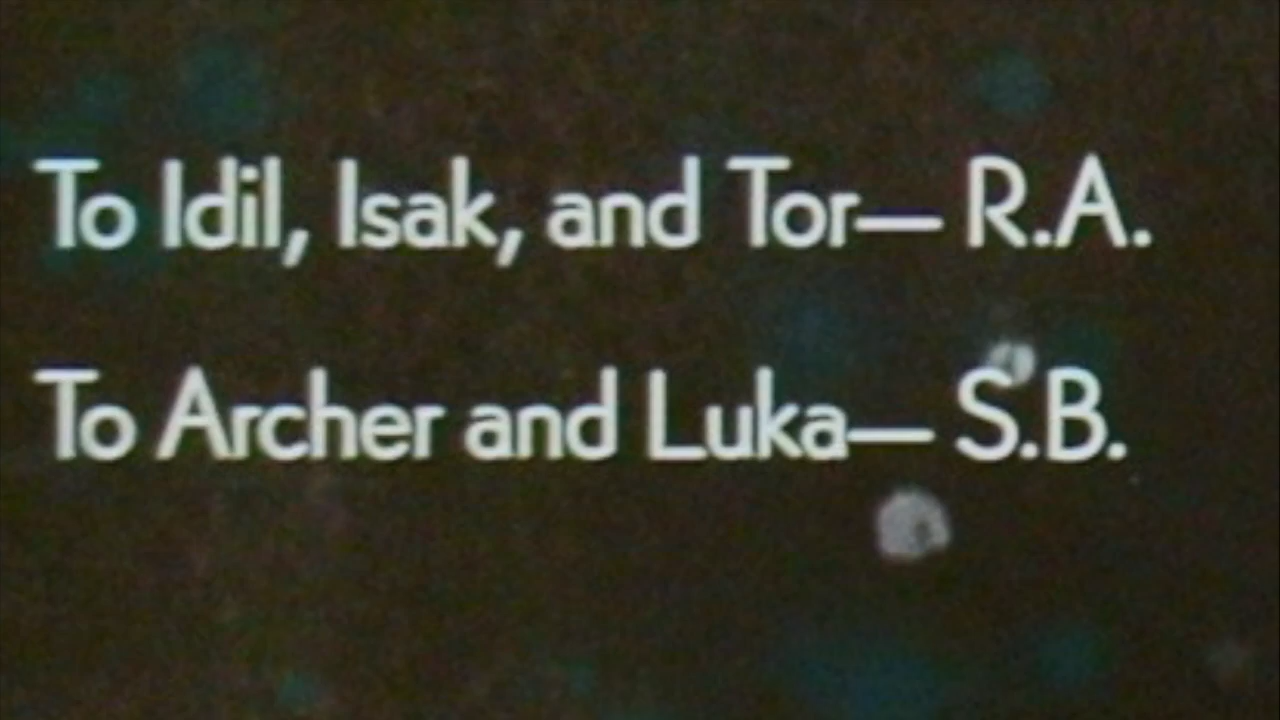 To Idil, Isak, and Tor— R.A.
To Archer and Luka— S.B.